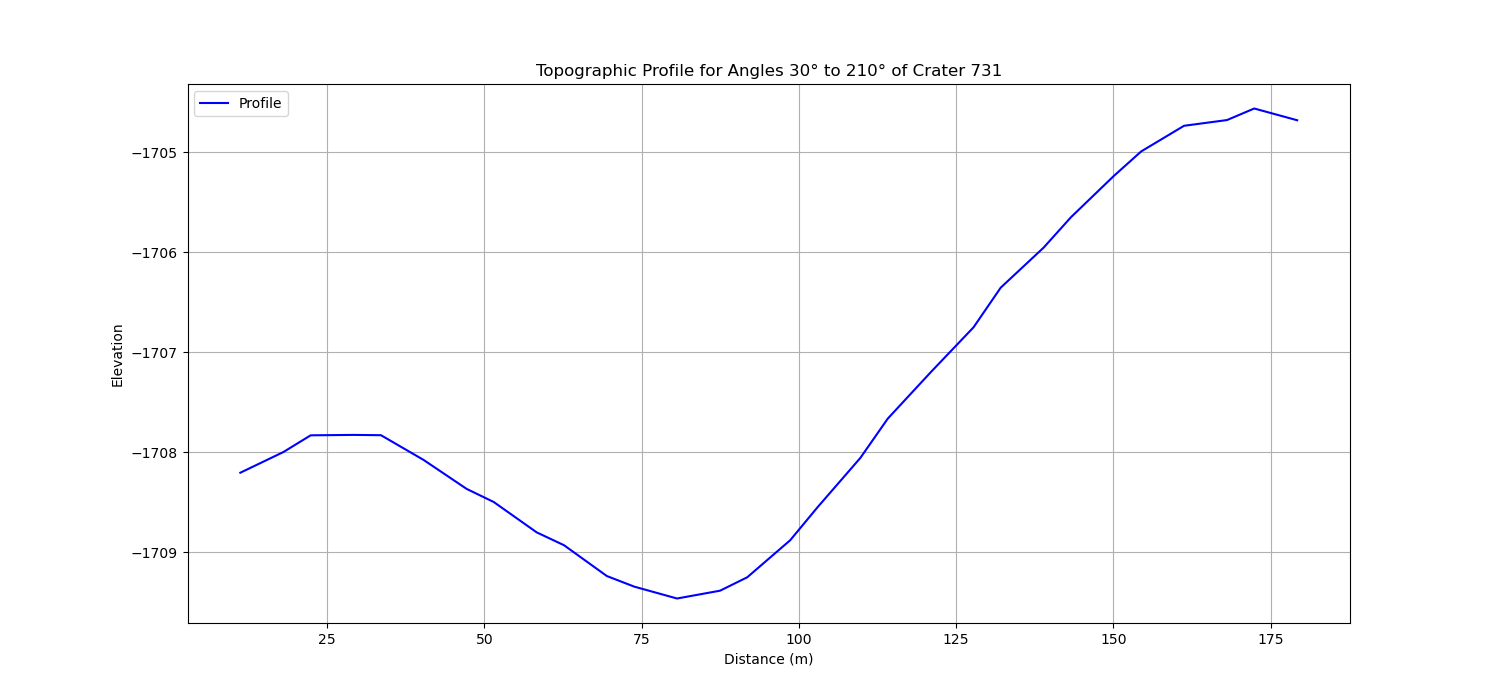 Topographic Profile for Angles 30° to 210° of Crater 731
Profile
−1705
−1706
−1707
−1708
−1709
Elevation
25 50 75 100 125 150 175
Distance (m)